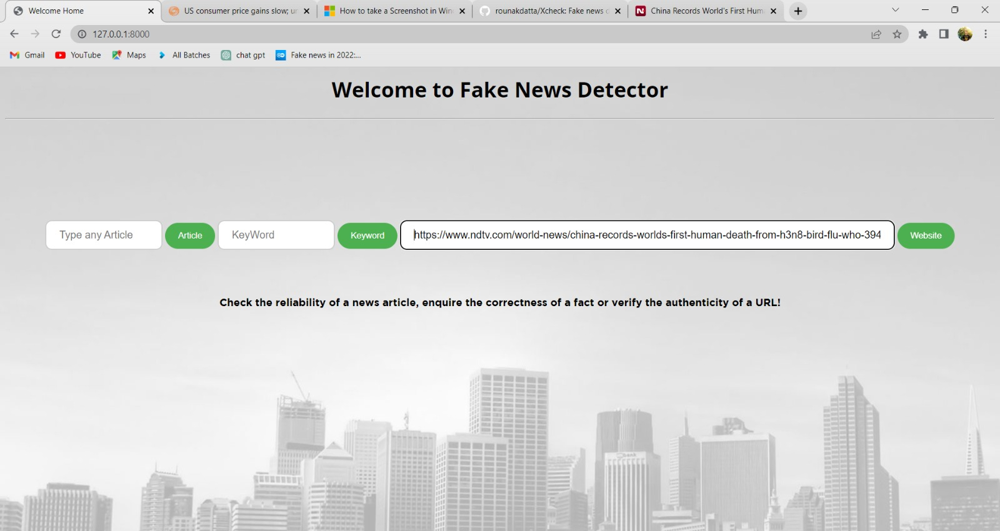 Welcome Home
US consumer price gains slow; un
How to take a Screenshot in Win
rounakdatta/Xcheck: Fake news d
China Records World's First Hum
127.0.0.1:8000
Gmail
YouTube
Maps
All Batches
chat gpt
Fake news in 2022:...
Welcome to Fake News Detector
Type any Article
Article
KeyWord
Keyword
https://www.ndtv.com/world-news/china-records-worlds-first-human-death-from-h3n8-bird-flu-who-394
Website
Check the reliability of a news article, enquire the correctness of a fact or verify the authenticity of a URL!